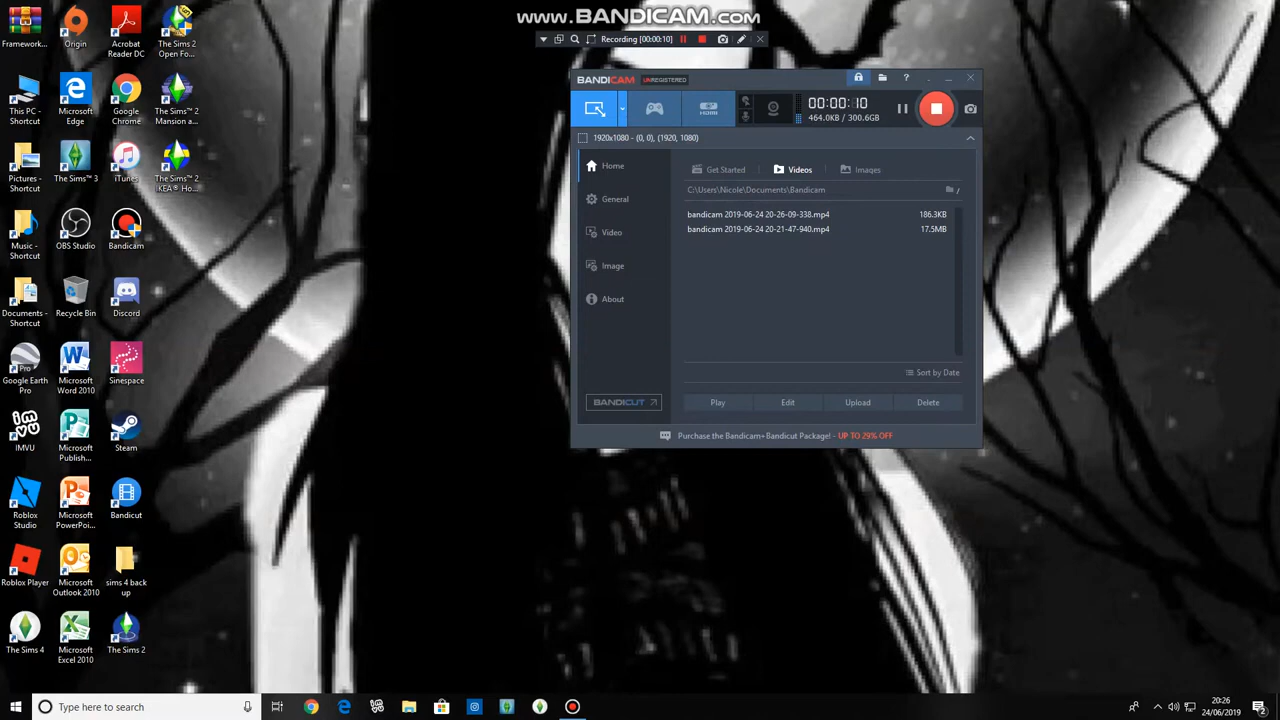 www.BANDICAM.com
Recording [00:00:10]
BANDICAM UNREGISTERED
00:00:10
464.0KB / 300.6GB
1920x1080 - (0, 0), (1920, 1080)
Home
General
Video
Image
About
BANDICUT
Get Started
Videos
Images
C:\Users\Nicole\Documents\Bandicam
bandicam 2019-06-24 20-26-09-338.mp4 186.3KB
bandicam 2019-06-24 20-21-47-940.mp4 17.5MB
Sort by Date
Play Edit Upload Delete
Purchase the Bandicam+Bandicut Package! - UP TO 29% OFF
Framework...
Origin
Acrobat
Reader DC
The Sims 2
Open Fo...
This PC -
Shortcut
Microsoft
Edge
Google
Chrome
The Sims™ 2
Mansion a...
Pictures -
Shortcut
The Sims™ 3
iTunes
The Sims™ 2
IKEA® Ho...
Music -
Shortcut
OBS Studio
Bandicam
Documents -
Shortcut
Recycle Bin
Discord
Google Earth
Pro
Microsoft
Word 2010
Sinespace
IMVU
Microsoft
Publish...
Steam
Roblox
Studio
Microsoft
PowerPoi...
Bandicut
Roblox Player
Microsoft
Outlook 2010
sims 4 back
up
The Sims 4
Microsoft
Excel 2010
The Sims 2
Type here to search
20:26
24/06/2019
2